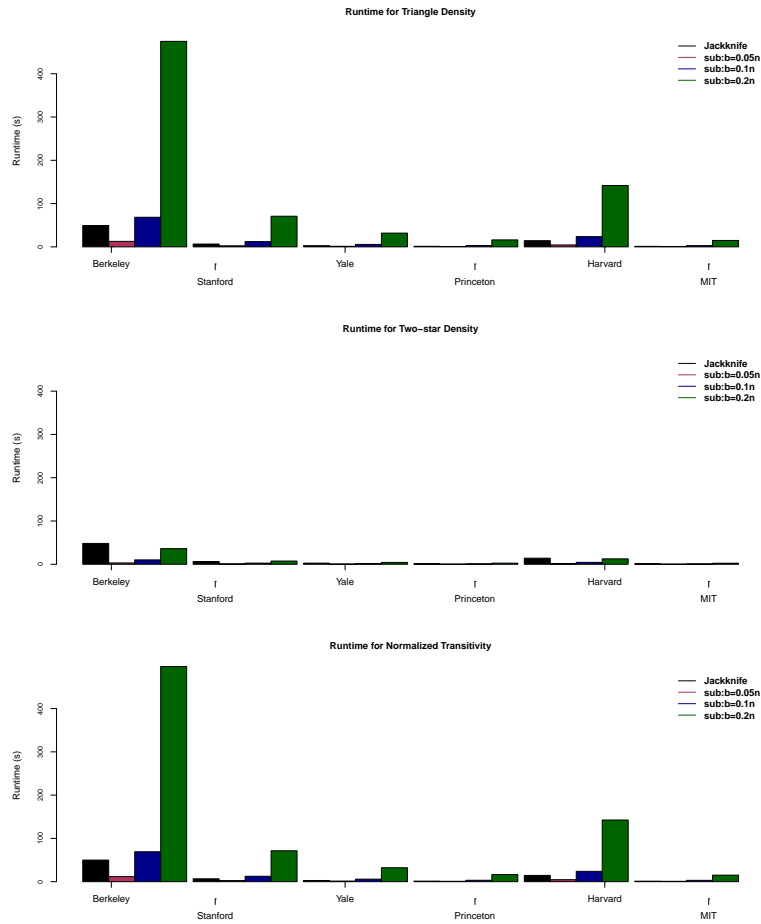 Runtime for Triangle Density
Jackknife
sub:b=0.05n
sub:b=0.1n
sub:b=0.2n
Runtime (s)
0
100
200
300
400
Berkeley
Yale
Harvard
Stanford
Princeton
MIT
Runtime for Two−star Density
Jackknife
sub:b=0.05n
sub:b=0.1n
sub:b=0.2n
Runtime (s)
0
100
200
300
400
Berkeley
Yale
Harvard
Stanford
Princeton
MIT
Runtime for Normalized Transitivity
Jackknife
sub:b=0.05n
sub:b=0.1n
sub:b=0.2n
Runtime (s)
0
100
200
300
400
Berkeley
Yale
Harvard
Stanford
Princeton
MIT